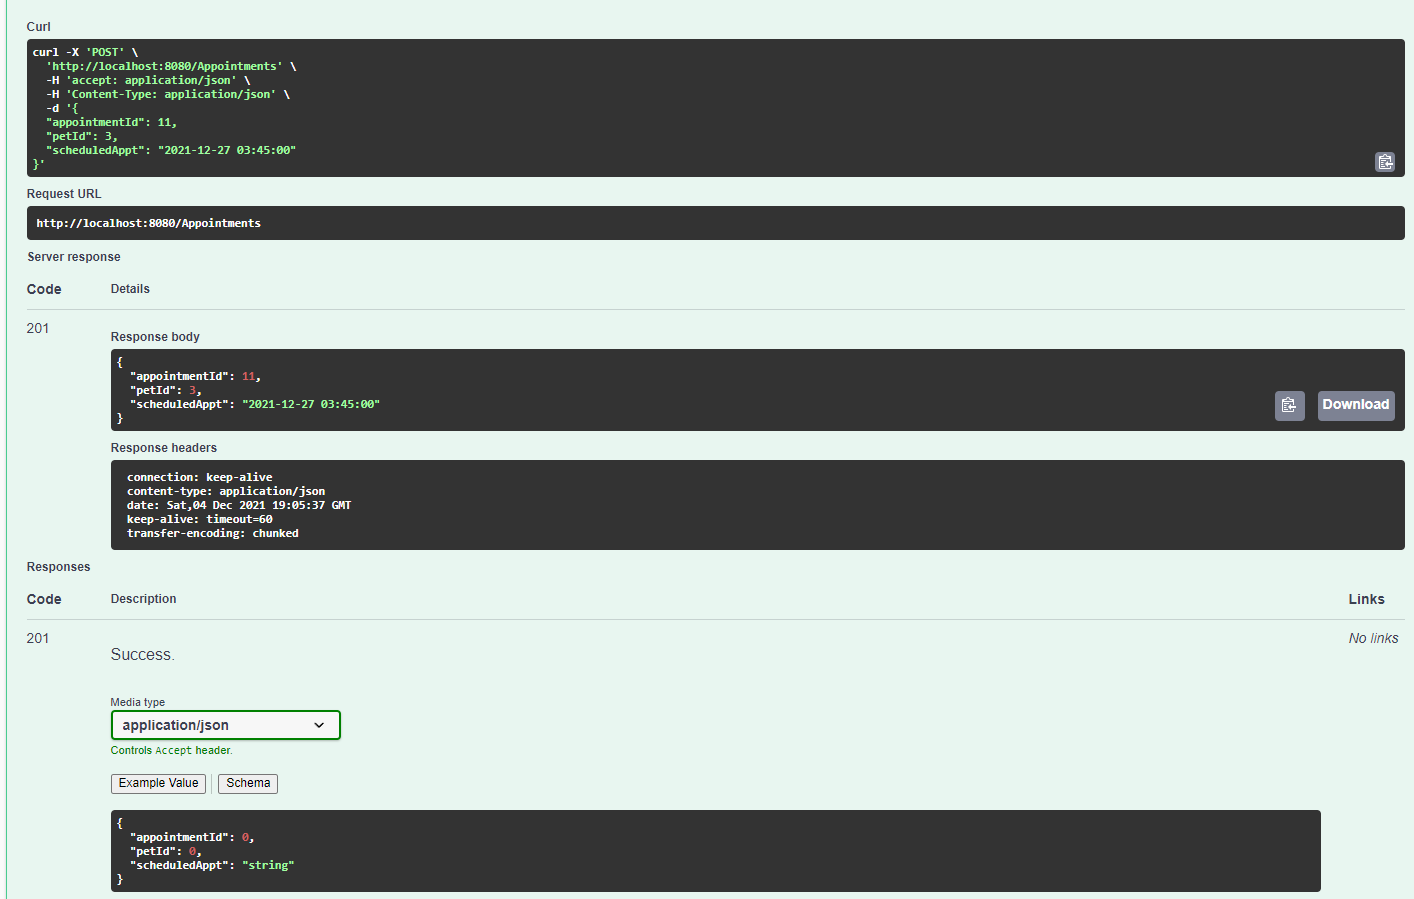 Curl
curl -X 'POST' \
  'http://localhost:8080/Appointments' \
  -H 'accept: application/json' \
  -H 'Content-Type: application/json' \
  -d '{
  "appointmentId": 11,
  "petId": 3,
  "scheduledAppt": "2021-12-27 03:45:00"
}'
Request URL
http://localhost:8080/Appointments
Server response
Code Details
201
Response body
{
  "appointmentId": 11,
  "petId": 3,
  "scheduledAppt": "2021-12-27 03:45:00"
}
Download
Response headers
connection: keep-alive
content-type: application/json
date: Sat,04 Dec 2021 19:05:37 GMT
keep-alive: timeout=60
transfer-encoding: chunked
Responses
Code Description Links
201 No links
Success.
Media type
application/json
Controls Accept header.
Example Value Schema
{
  "appointmentId": 0,
  "petId": 0,
  "scheduledAppt": "string"
}